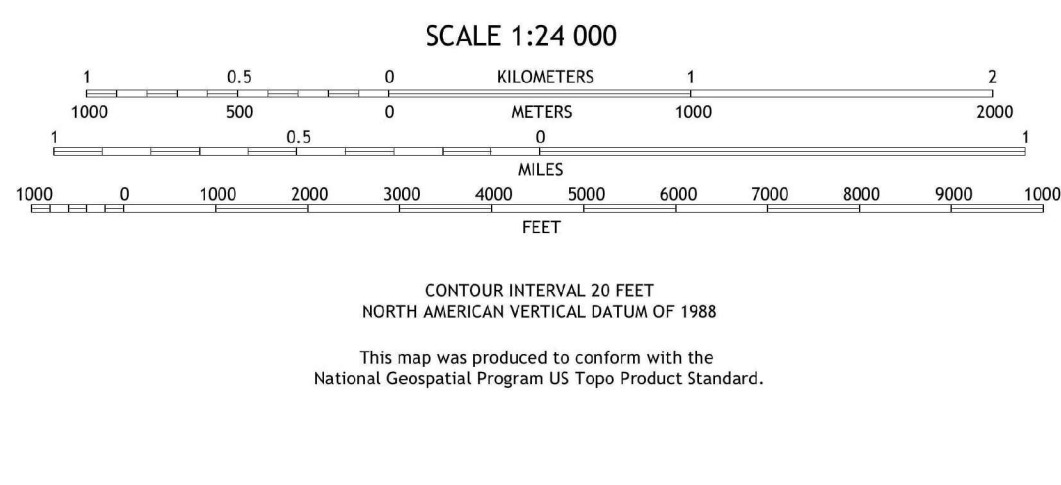 SCALE 1:24 000
1 0.5 0 KILOMETERS 1 2
1000 500 0 METERS 1000 2000
1 0.5 0 1
MILES
1000 0 1000 2000 3000 4000 5000 6000 7000 8000 9000 1000
FEET
CONTOUR INTERVAL 20 FEET
NORTH AMERICAN VERTICAL DATUM OF 1988
This map was produced to conform with the
National Geospatial Program US Topo Product Standard.